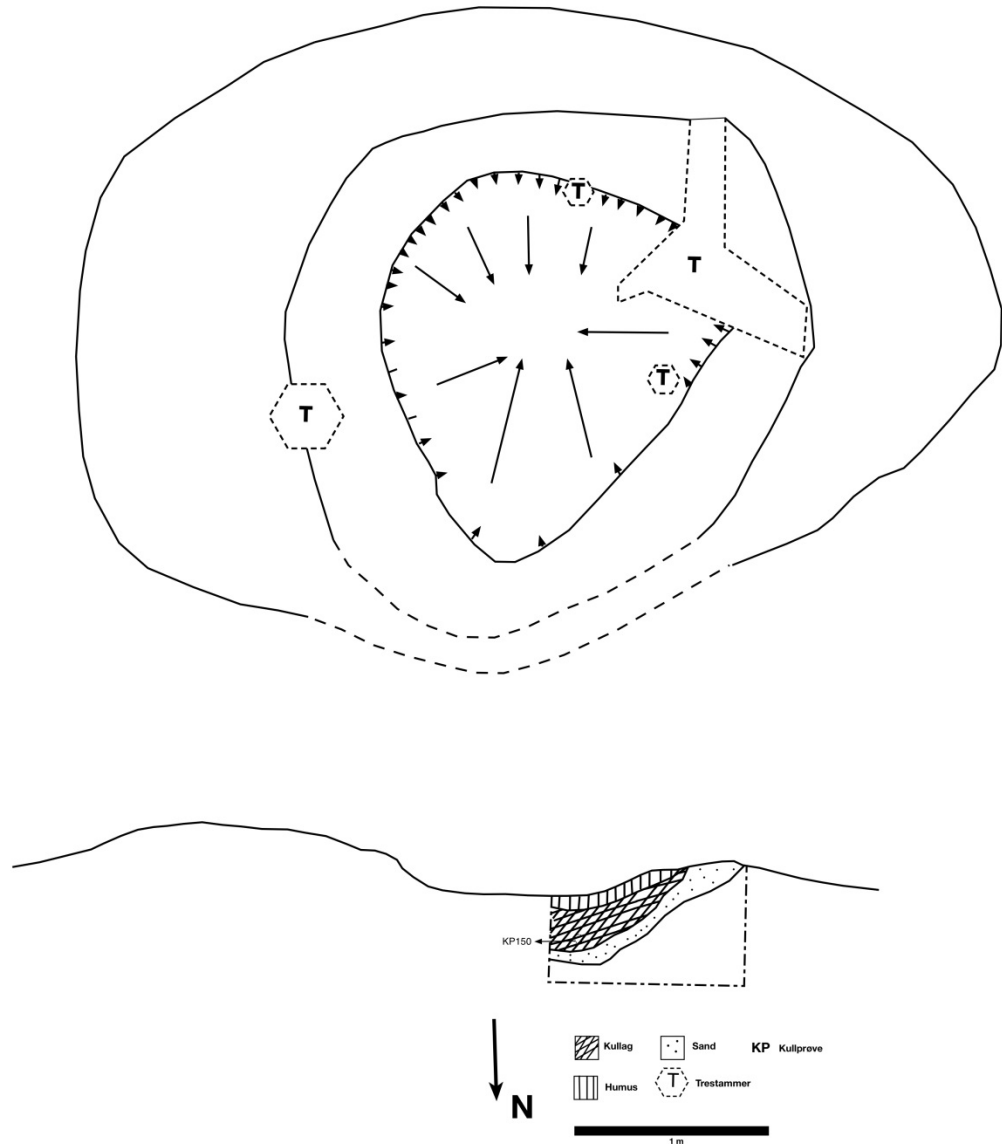 T
T
T
T
KP150
N
Kullag
Sand
KP Kullprøve
Humus
T Trestammer
1 m